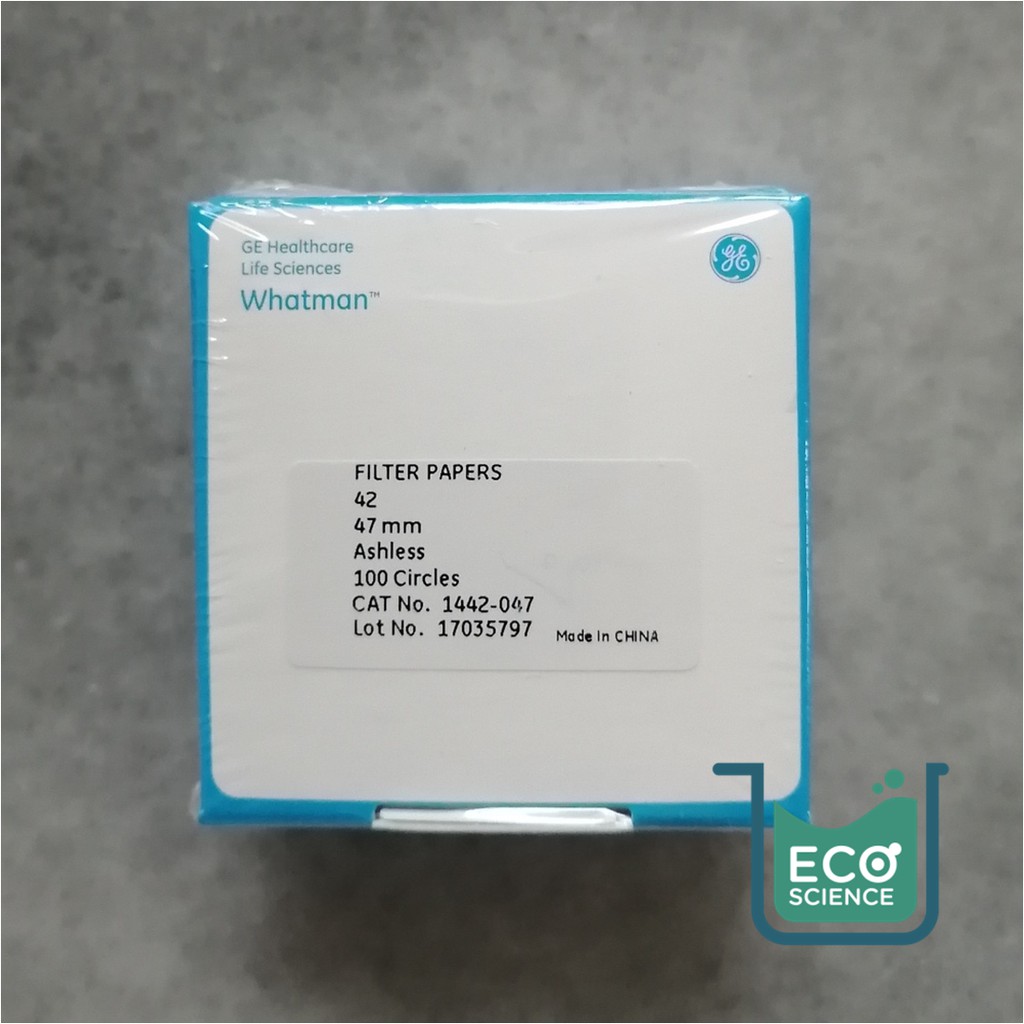 GE Healthcare
Life Sciences
Whatman™
GE
FILTER PAPERS
42
47 mm
Ashless
100 Circles
CAT No. 1442-047
Lot No. 17035797
Made In CHINA
ECO
SCIENCE